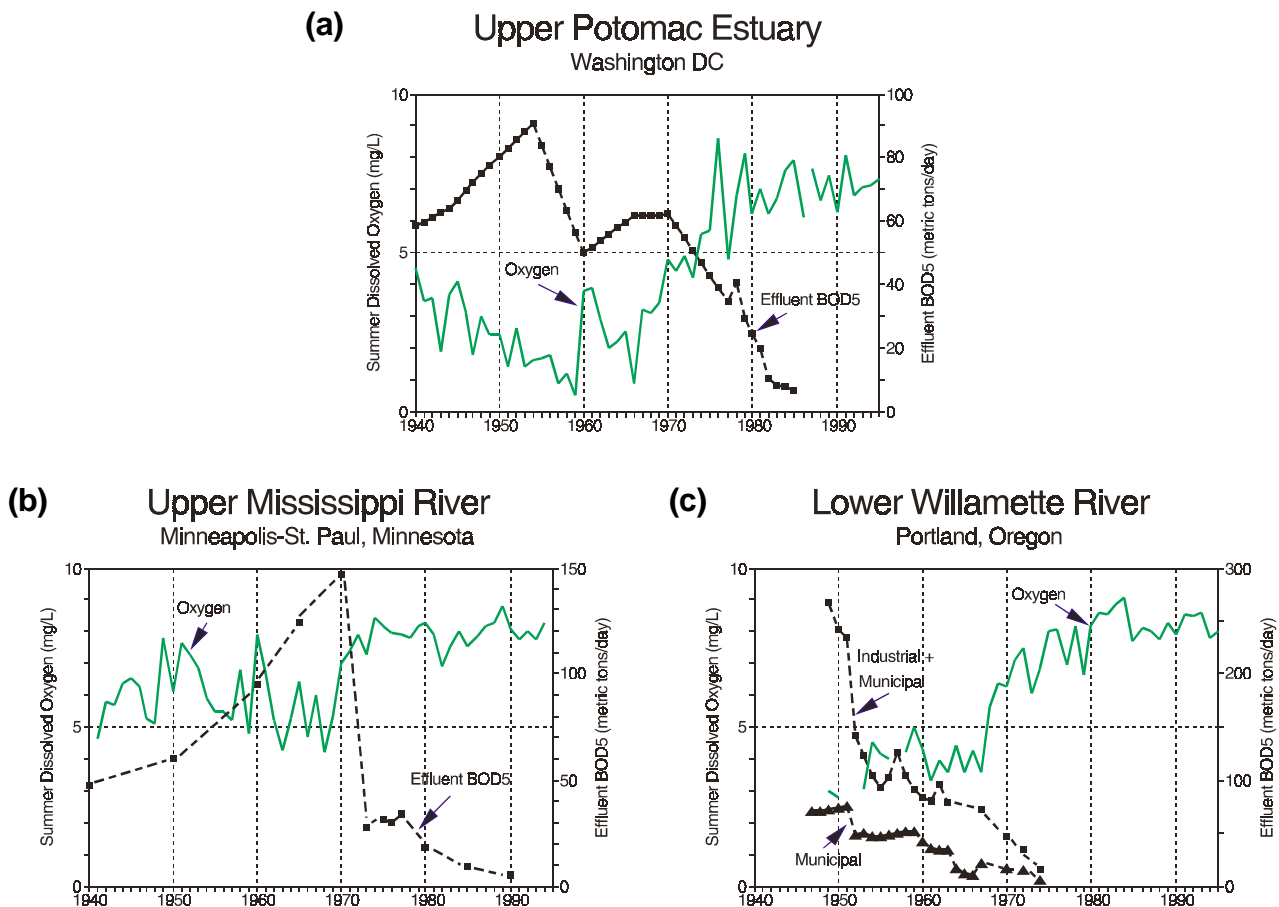 (a) Upper Potomac Estuary
Washington DC
Summer Dissolved Oxygen (mg/L)
10
5
0
Effluent BOD5 (metric tons/day)
100
80
60
40
20
0
Oxygen
Effluent BOD5
1940 1950 1960 1970 1980 1990
(b) Upper Mississippi River
Minneapolis-St. Paul, Minnesota
Summer Dissolved Oxygen (mg/L)
10
5
0
Effluent BOD5 (metric tons/day)
150
100
50
0
Oxygen
Effluent BOD5
1940 1950 1960 1970 1980 1990
(c) Lower Willamette River
Portland, Oregon
Summer Dissolved Oxygen (mg/L)
10
5
0
Effluent BOD5 (metric tons/day)
300
200
100
0
Oxygen
Industrial +
Municipal
Municipal
1940 1950 1960 1970 1980 1990